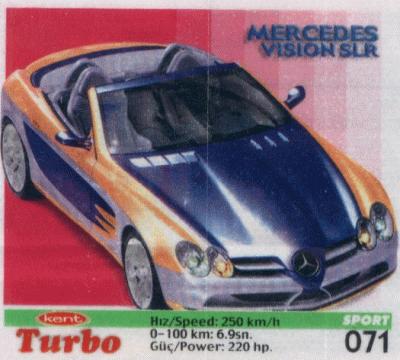 MERCEDES
VISION SLR
kent
Turbo
Hız/Speed: 250 km/h
0-100 km: 6.9sn.
Güç/Power: 220 hp.
SPORT
071